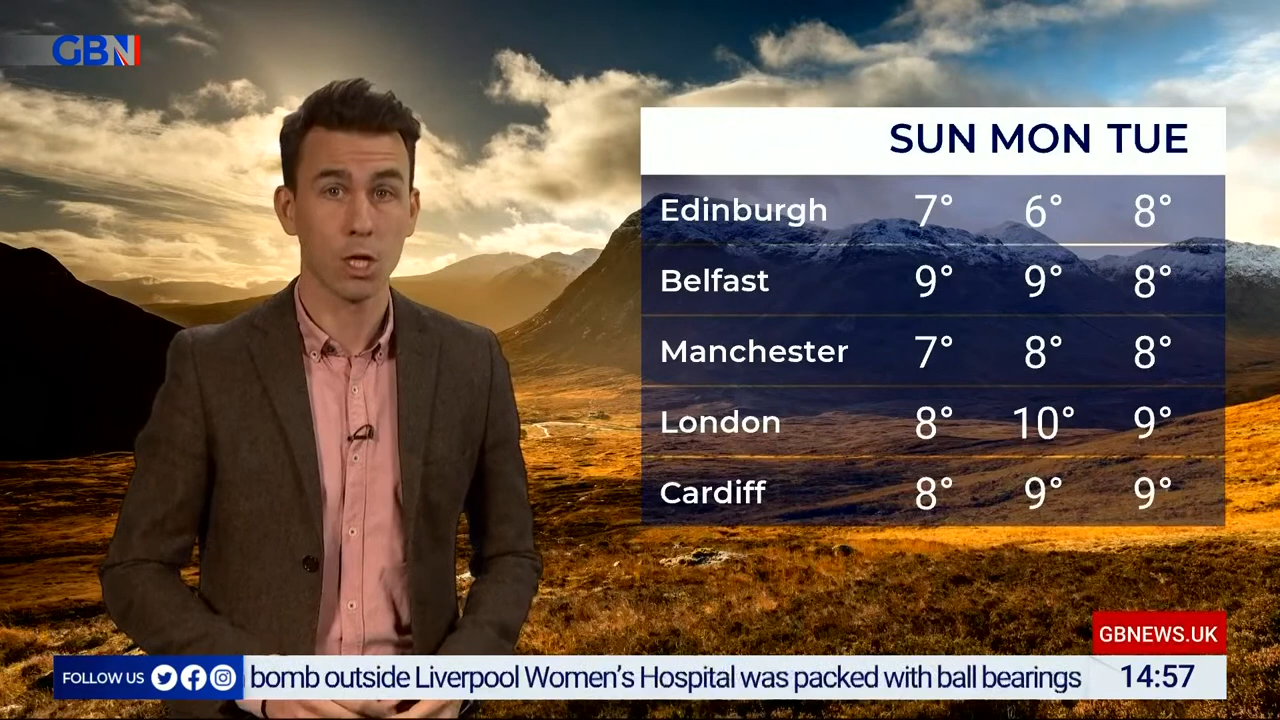 GBN
SUN MON TUE
Edinburgh 7° 6° 8°
Belfast 9° 9° 8°
Manchester 7° 8° 8°
London 8° 10° 9°
Cardiff 8° 9° 9°
GBNEWS.UK
FOLLOW US bomb outside Liverpool Women's Hospital was packed with ball bearings 14:57